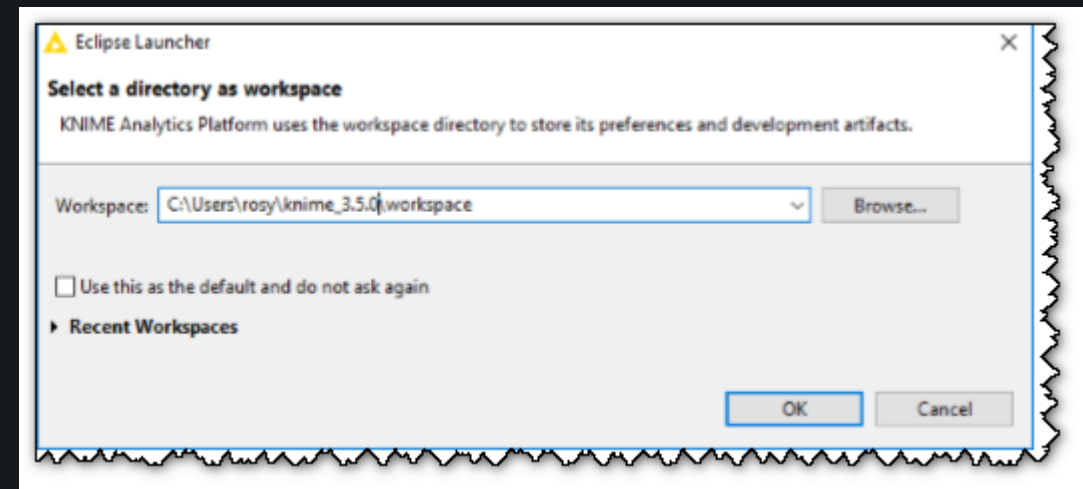 Eclipse Launcher
Select a directory as workspace
KNIME Analytics Platform uses the workspace directory to store its preferences and development artifacts.
Workspace: C:\Users\rosy\knime_3.5.0\workspace Browse...
Use this as the default and do not ask again
Recent Workspaces
OK Cancel